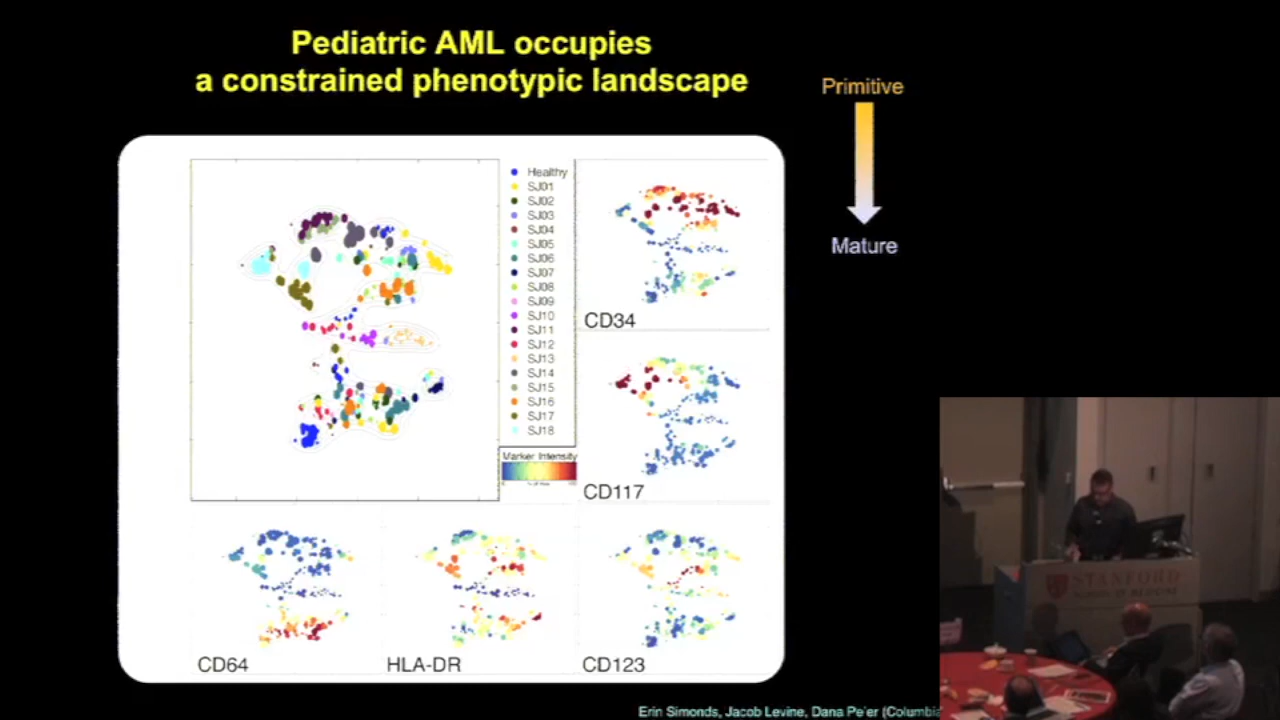 Pediatric AML occupies
a constrained phenotypic landscape
Primitive
Mature
Healthy
SJ01
SJ02
SJ03
SJ04
SJ05
SJ06
SJ07
SJ08
SJ09
SJ10
SJ11
SJ12
SJ13
SJ14
SJ15
SJ16
SJ17
SJ18
Marker Intensity
CD34
CD117
CD64
HLA-DR
CD123
Erin Simonds, Jacob Levine, Dana Pe'er (Columbia
STANFORD